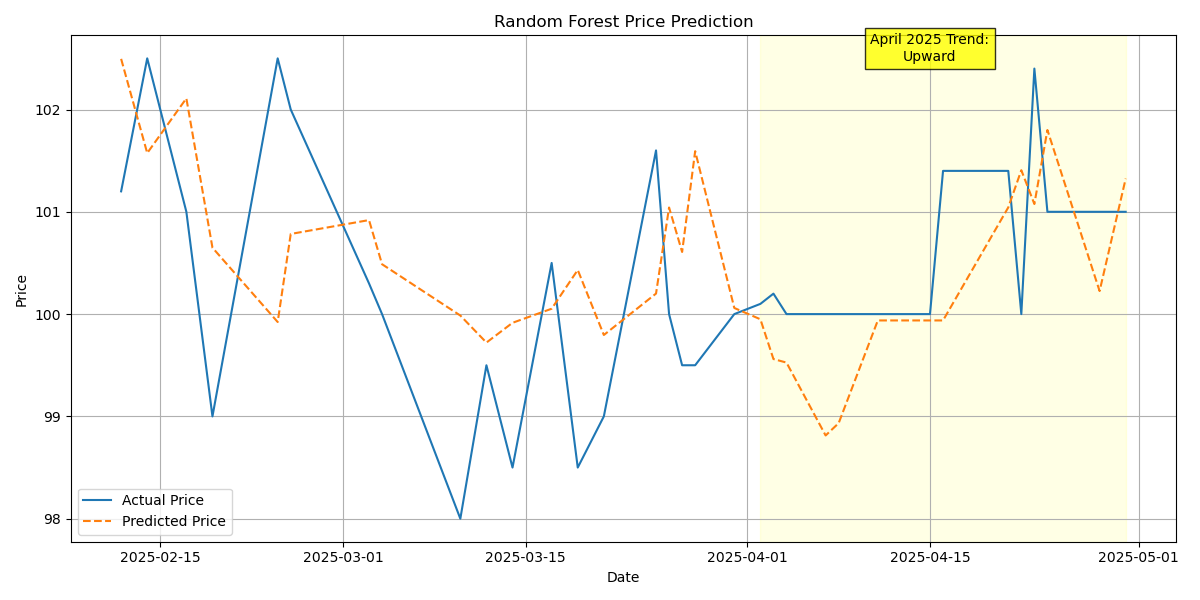 Random Forest Price Prediction
April 2025 Trend:
Upward
Price
102
101
100
99
98
Actual Price
Predicted Price
2025-02-15
2025-03-01
2025-03-15
2025-04-01
2025-04-15
2025-05-01
Date